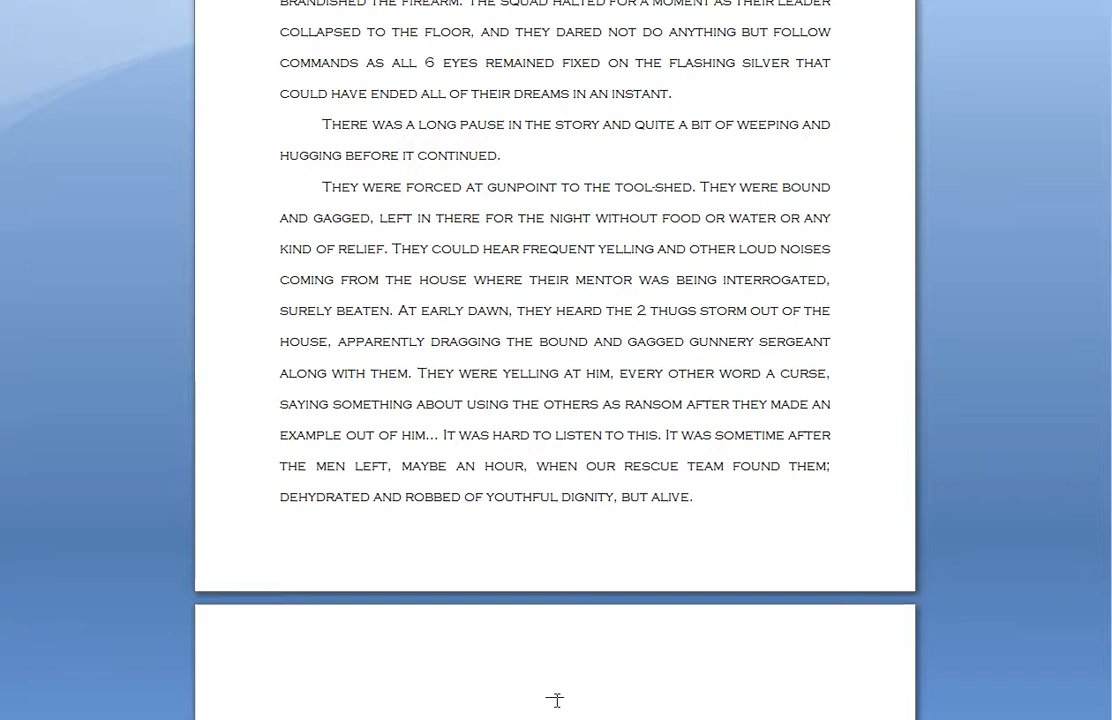 BRANDISHED THE FIREARM. THE SQUAD HALTED FOR A MOMENT AS THEIR LEADER
COLLAPSED TO THE FLOOR, AND THEY DARED NOT DO ANYTHING BUT FOLLOW
COMMANDS AS ALL 6 EYES REMAINED FIXED ON THE FLASHING SILVER THAT
COULD HAVE ENDED ALL OF THEIR DREAMS IN AN INSTANT.
THERE WAS A LONG PAUSE IN THE STORY AND QUITE A BIT OF WEEPING AND
HUGGING BEFORE IT CONTINUED.
THEY WERE FORCED AT GUNPOINT TO THE TOOL-SHED. THEY WERE BOUND
AND GAGGED, LEFT IN THERE FOR THE NIGHT WITHOUT FOOD OR WATER OR ANY
KIND OF RELIEF. THEY COULD HEAR FREQUENT YELLING AND OTHER LOUD NOISES
COMING FROM THE HOUSE WHERE THEIR MENTOR WAS BEING INTERROGATED,
SURELY BEATEN. AT EARLY DAWN, THEY HEARD THE 2 THUGS STORM OUT OF THE
HOUSE, APPARENTLY DRAGGING THE BOUND AND GAGGED GUNNERY SERGEANT
ALONG WITH THEM. THEY WERE YELLING AT HIM, EVERY OTHER WORD A CURSE,
SAYING SOMETHING ABOUT USING THE OTHERS AS RANSOM AFTER THEY MADE AN
EXAMPLE OUT OF HIM... IT WAS HARD TO LISTEN TO THIS. IT WAS SOMETIME AFTER
THE MEN LEFT, MAYBE AN HOUR, WHEN OUR RESCUE TEAM FOUND THEM;
DEHYDRATED AND ROBBED OF YOUTHFUL DIGNITY, BUT ALIVE.